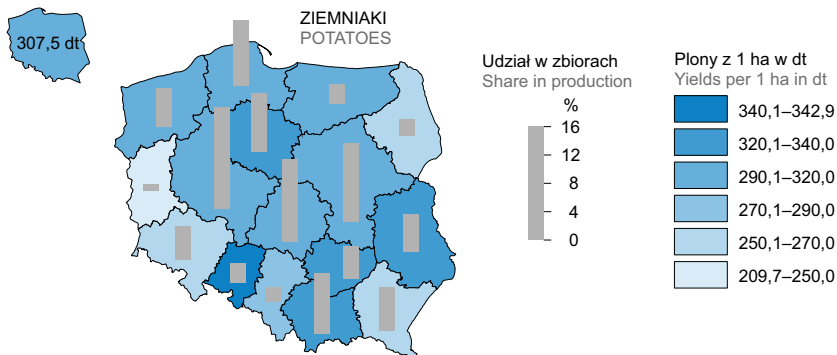 307,5 dt
ZIEMNIAKI
POTATOES
Udział w zbiorach
Share in production
%
16
12
8
4
0
Plony z 1 ha w dt
Yields per 1 ha in dt
340,1–342,9
320,1–340,0
290,1–320,0
270,1–290,0
250,1–270,0
209,7–250,0